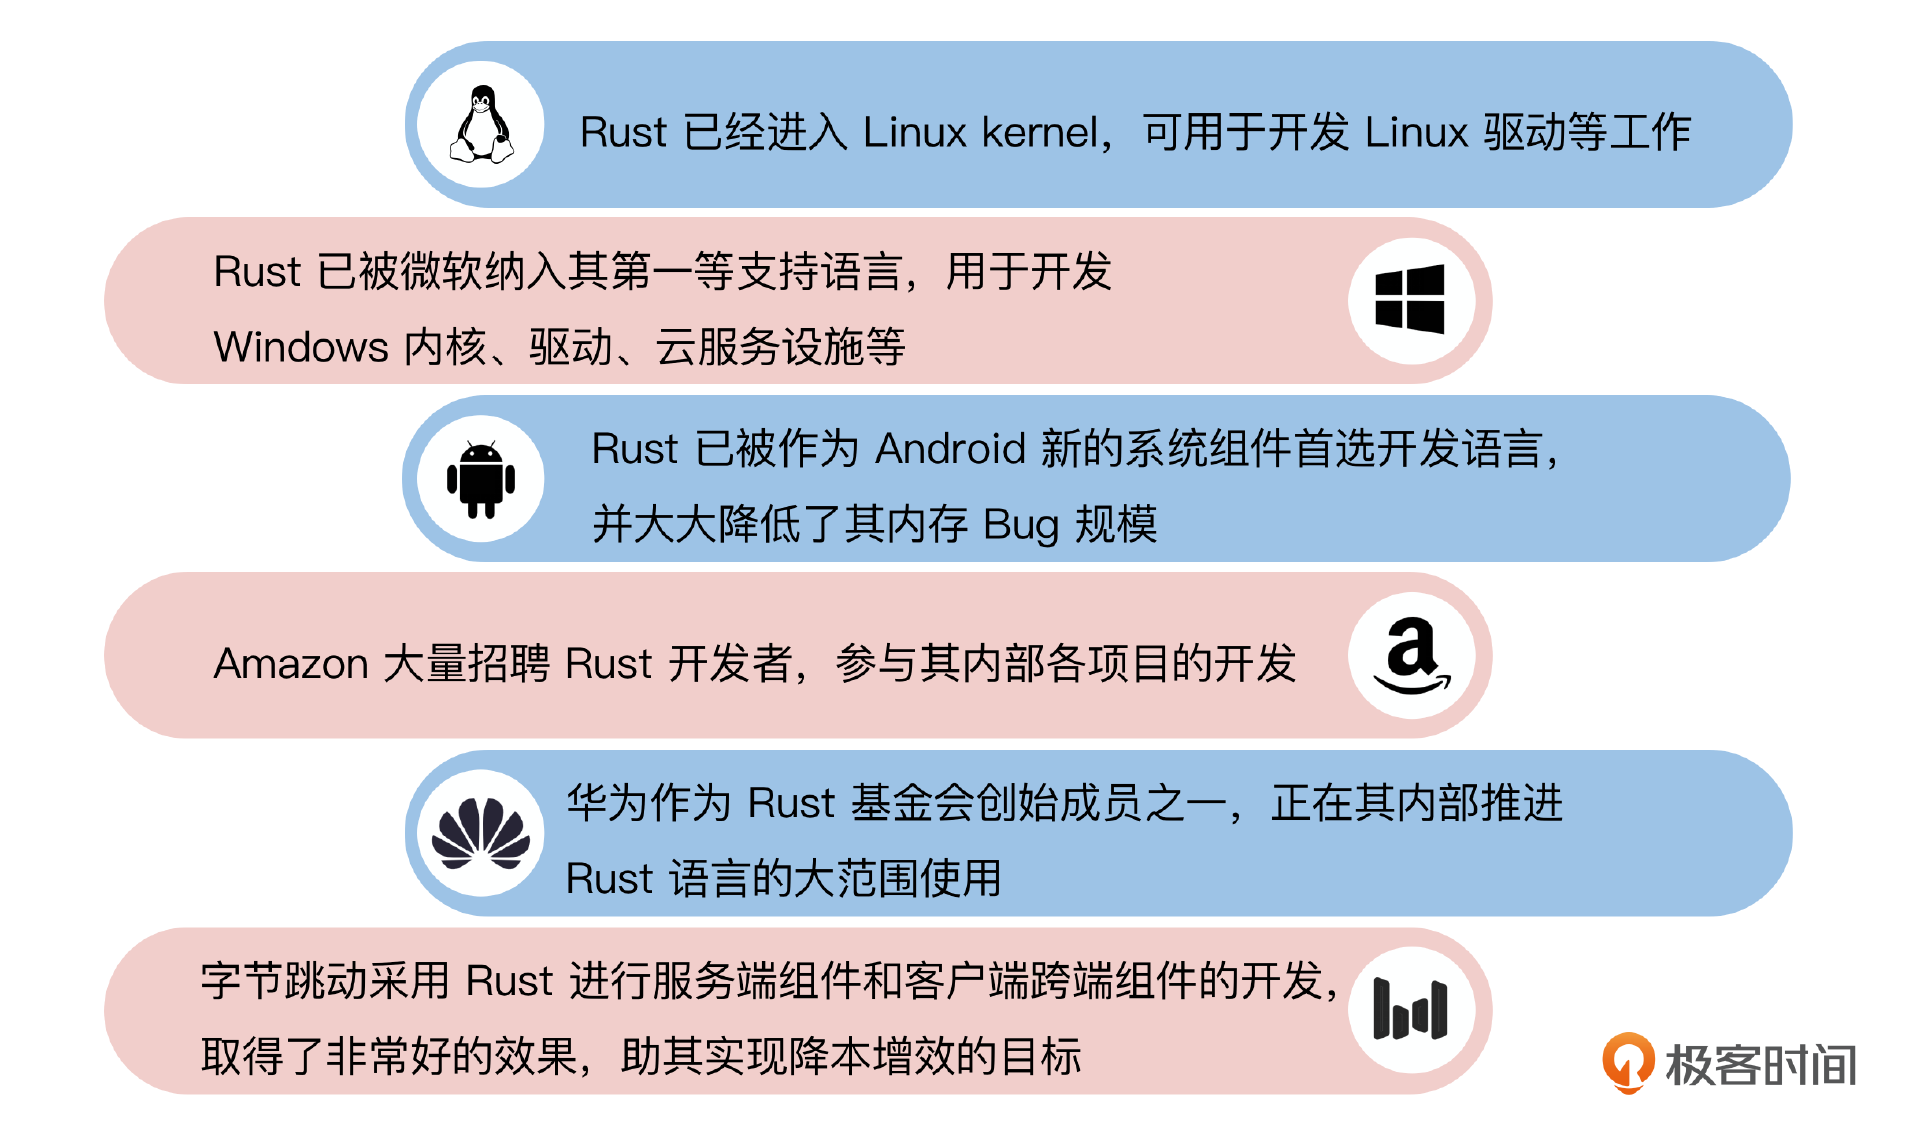 Rust 已经进入 Linux kernel，可用于开发 Linux 驱动等工作
Rust 已被微软纳入其第一等支持语言，用于开发
Windows 内核、驱动、云服务设施等
Rust 已被作为 Android 新的系统组件首选开发语言，
并大大降低了其内存 Bug 规模
Amazon 大量招聘 Rust 开发者，参与其内部各项目的开发
华为作为 Rust 基金会创始成员之一，正在其内部推进
Rust 语言的大范围使用
字节跳动采用 Rust 进行服务端组件和客户端跨端组件的开发，
取得了非常好的效果，助其实现降本增效的目标
极客时间